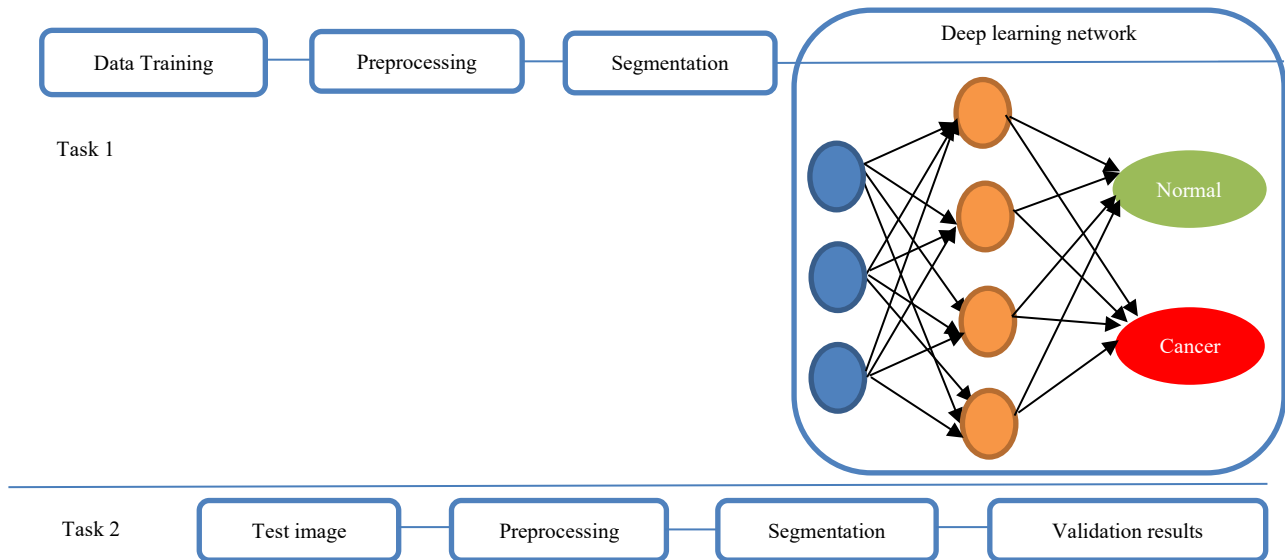 Deep learning network
Data Training
Preprocessing
Segmentation
Task 1
Normal
Cancer
Task 2
Test image
Preprocessing
Segmentation
Validation results